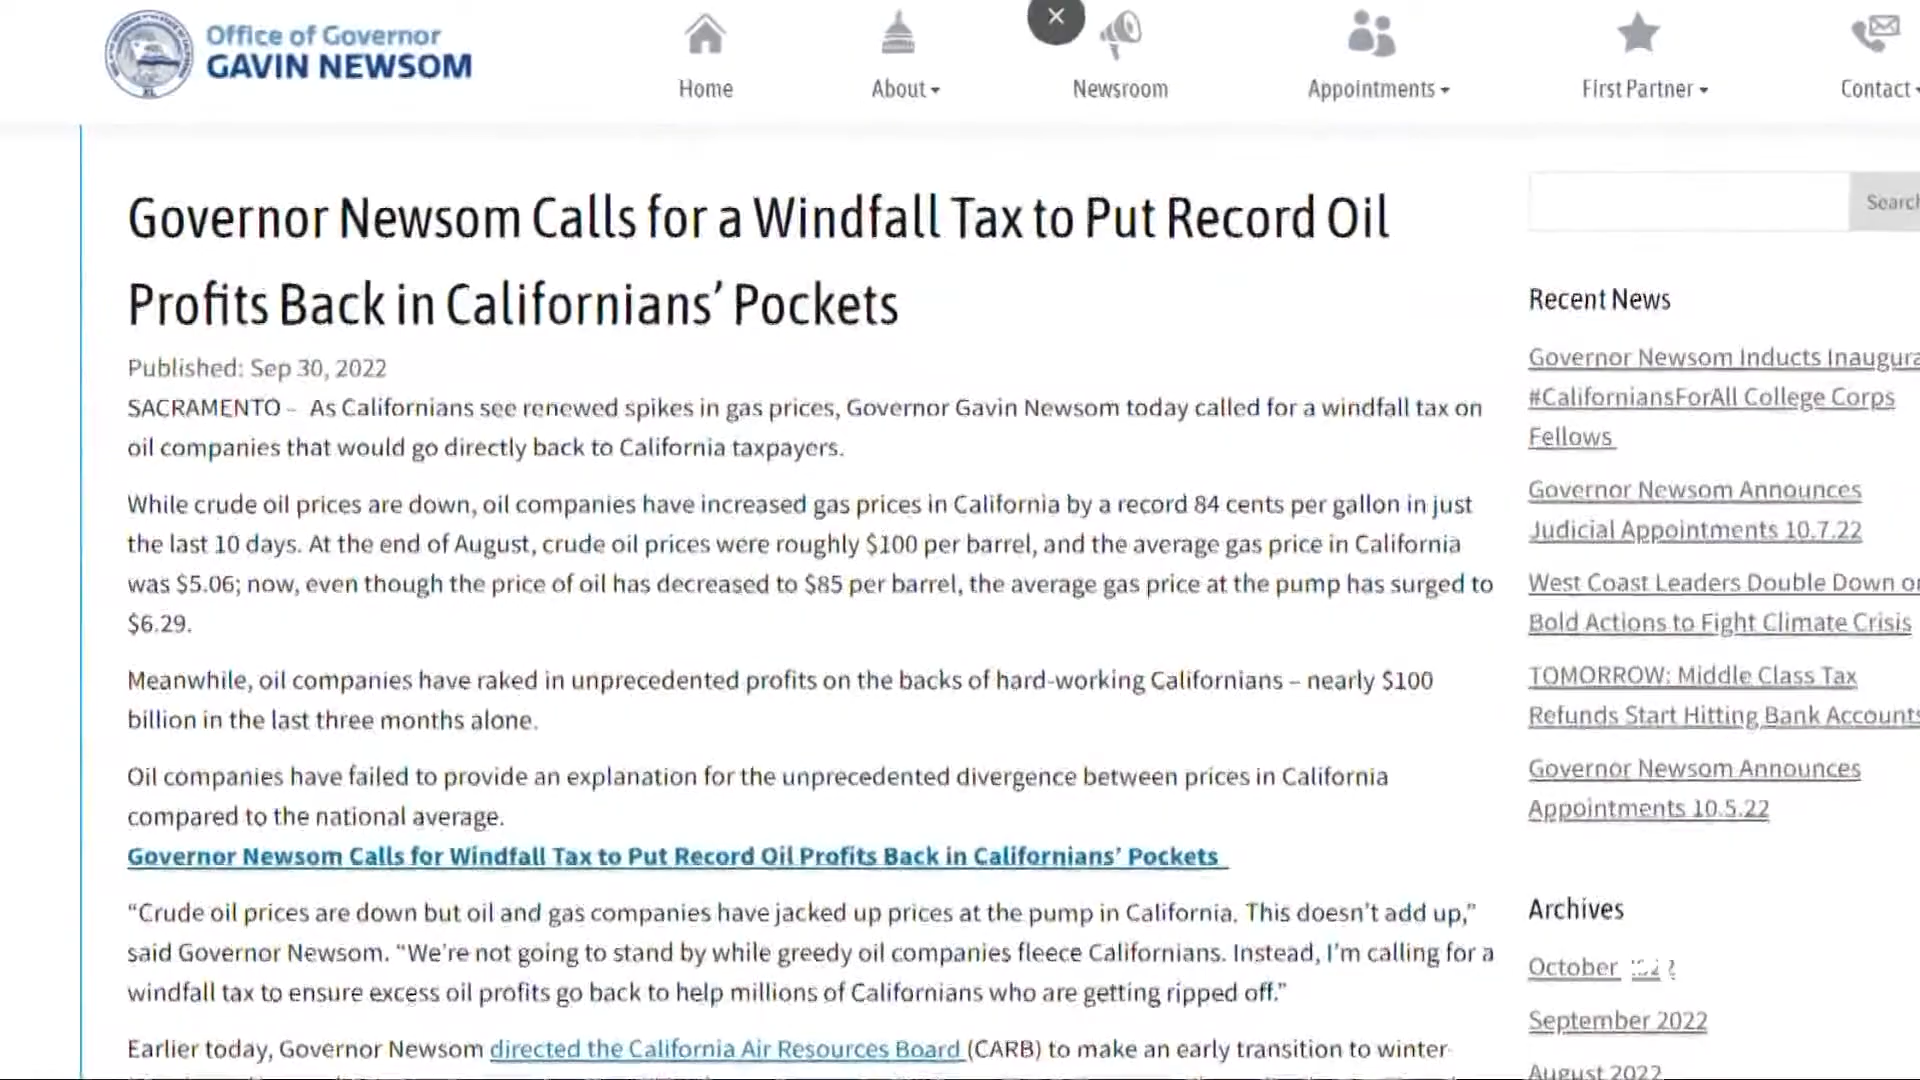 Office of Governor
GAVIN NEWSOM
Home
About
Newsroom
Appointments
First Partner
Contact
Governor Newsom Calls for a Windfall Tax to Put Record Oil
Profits Back in Californians’ Pockets
Published: Sep 30, 2022
SACRAMENTO – As Californians see renewed spikes in gas prices, Governor Gavin Newsom today called for a windfall tax on
oil companies that would go directly back to California taxpayers.
While crude oil prices are down, oil companies have increased gas prices in California by a record 84 cents per gallon in just
the last 10 days. At the end of August, crude oil prices were roughly $100 per barrel, and the average gas price in California
was $5.06; now, even though the price of oil has decreased to $85 per barrel, the average gas price at the pump has surged to
$6.29.
Meanwhile, oil companies have raked in unprecedented profits on the backs of hard-working Californians – nearly $100
billion in the last three months alone.
Oil companies have failed to provide an explanation for the unprecedented divergence between prices in California
compared to the national average.
Governor Newsom Calls for Windfall Tax to Put Record Oil Profits Back in Californians’ Pockets
“Crude oil prices are down but oil and gas companies have jacked up prices at the pump in California. This doesn’t add up,”
said Governor Newsom. “We’re not going to stand by while greedy oil companies fleece Californians. Instead, I’m calling for a
windfall tax to ensure excess oil profits go back to help millions of Californians who are getting ripped off.”
Earlier today, Governor Newsom directed the California Air Resources Board (CARB) to make an early transition to winter-
Search
Recent News
Governor Newsom Inducts Inaugura
#CaliforniansForAll College Corps
Fellows
Governor Newsom Announces
Judicial Appointments 10.7.22
West Coast Leaders Double Down on
Bold Actions to Fight Climate Crisis
TOMORROW: Middle Class Tax
Refunds Start Hitting Bank Accounts
Governor Newsom Announces
Appointments 10.5.22
Archives
October
September 2022
August 2022